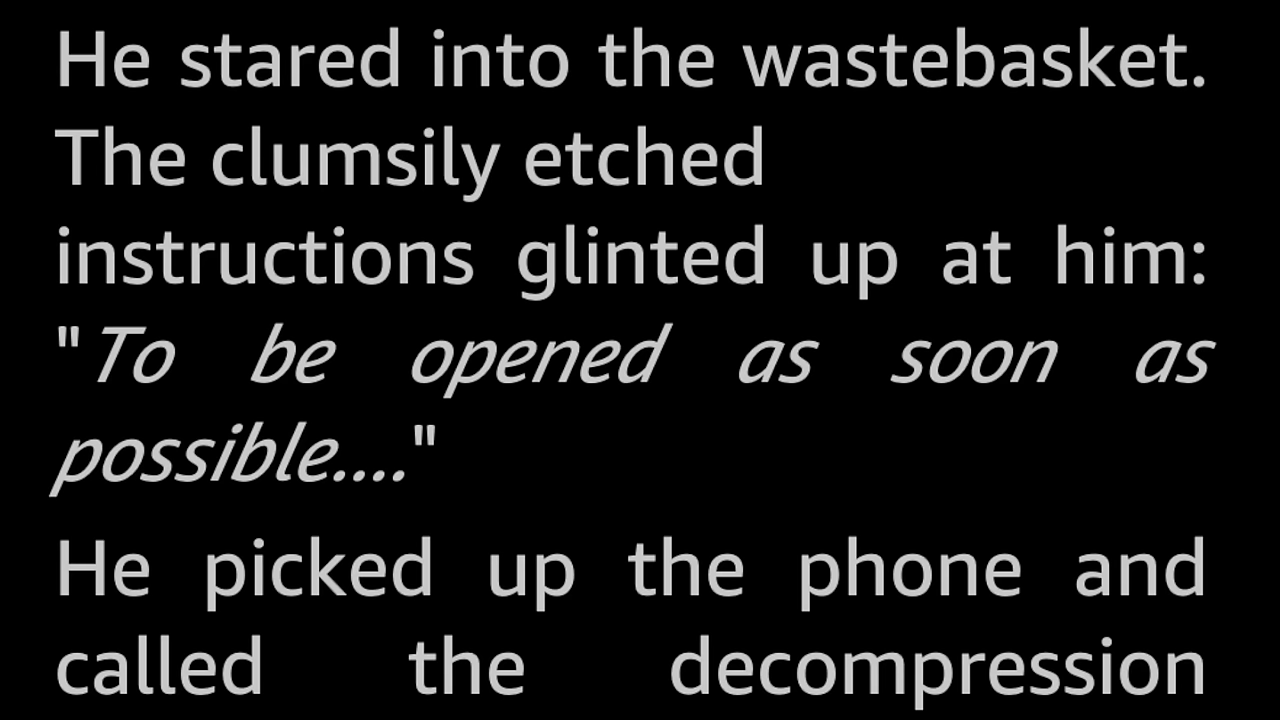 He stared into the wastebasket.
The clumsily etched
instructions glinted up at him:
"To be opened as soon as
possible...."
He picked up the phone and
called the decompression